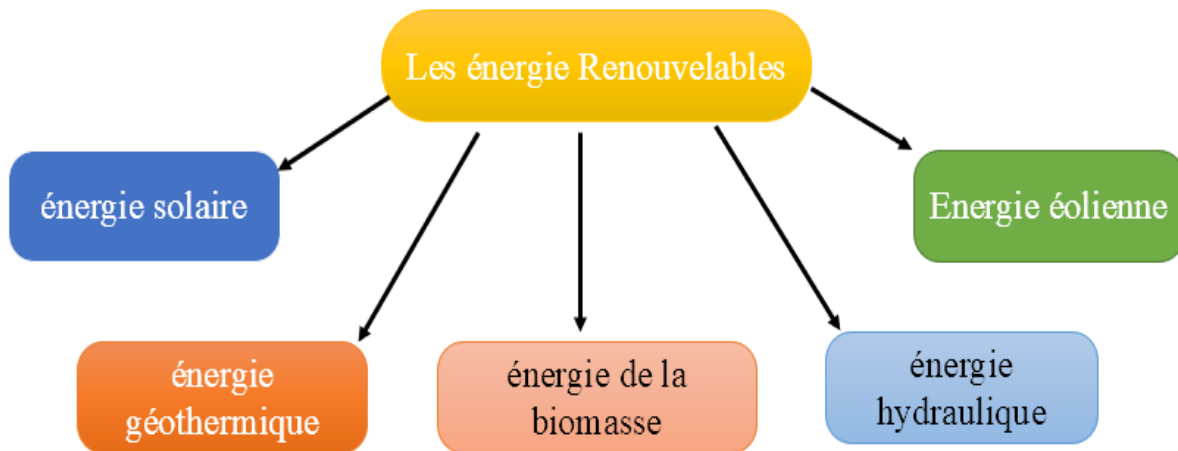 Les énergie Renouvelables
énergie solaire
Energie éolienne
énergie
géothermique
énergie de la
biomasse
énergie
hydraulique